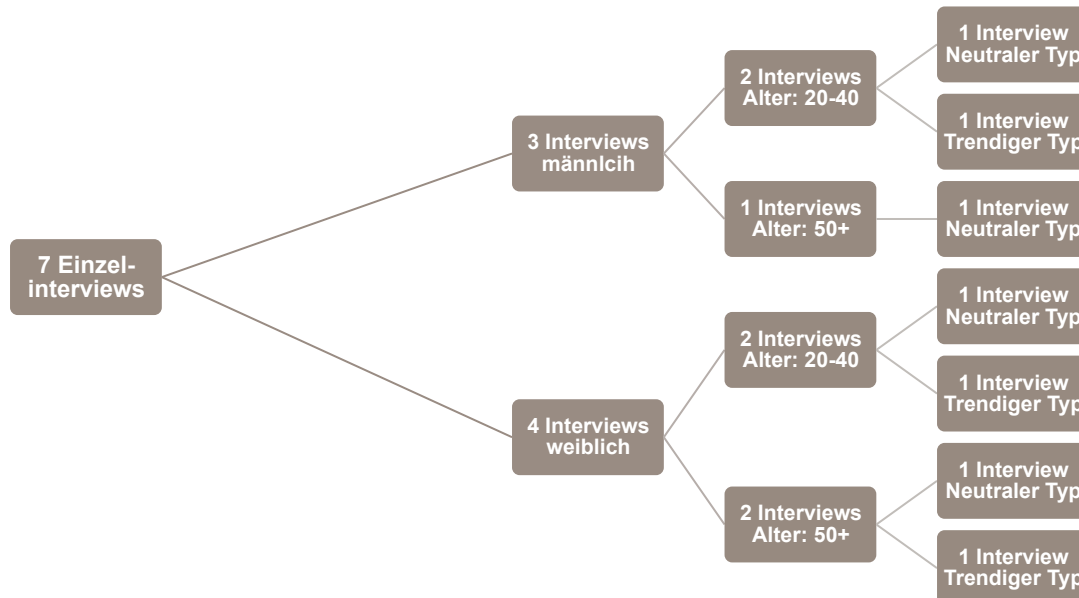 7 Einzel-
interviews
3 Interviews
männlcih
4 Interviews
weiblich
2 Interviews
Alter: 20-40
1 Interviews
Alter: 50+
2 Interviews
Alter: 20-40
2 Interviews
Alter: 50+
1 Interview
Neutraler Typ
1 Interview
Trendiger Typ
1 Interview
Neutraler Typ
1 Interview
Neutraler Typ
1 Interview
Trendiger Typ
1 Interview
Neutraler Typ
1 Interview
Trendiger Typ